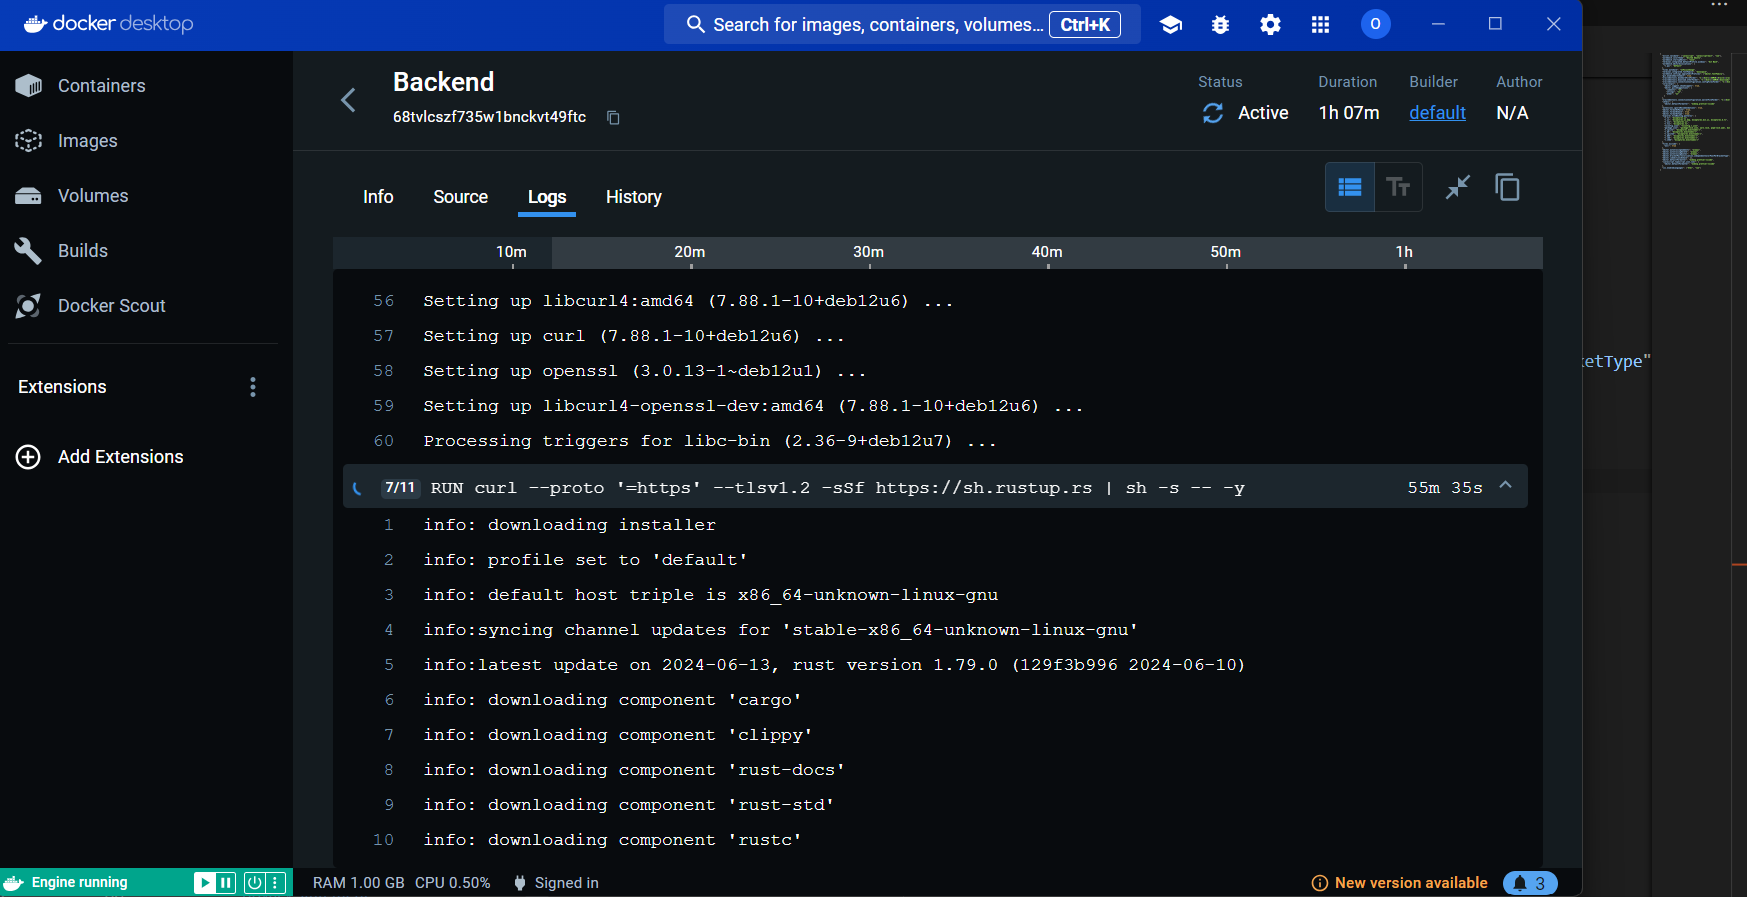 docker desktop
Search for images, containers, volumes... Ctrl+K
O
Containers
Images
Volumes
Builds
Docker Scout
Extensions
Add Extensions
Backend
68tvlcszf735w1bnckvt49ftc
Status Duration Builder Author
Active 1h 07m default N/A
Info Source Logs History
Tт
10m 20m 30m 40m 50m 1h
56 Setting up libcurl4:amd64 (7.88.1-10+deb12u6) ...
57 Setting up curl (7.88.1-10+deb12u6) ...
58 Setting up openssl (3.0.13-1~deb12u1) ...
59 Setting up libcurl4-openssl-dev:amd64 (7.88.1-10+deb12u6) ...
60 Processing triggers for libc-bin (2.36-9+deb12u7) ...
7/11 RUN curl --proto '=https' --tlsv1.2 -sSf https://sh.rustup.rs | sh -s -- -y 55m 35s
1 info: downloading installer
2 info: profile set to 'default'
3 info: default host triple is x86_64-unknown-linux-gnu
4 info:syncing channel updates for 'stable-x86_64-unknown-linux-gnu'
5 info:latest update on 2024-06-13, rust version 1.79.0 (129f3b996 2024-06-10)
6 info: downloading component 'cargo'
7 info: downloading component 'clippy'
8 info: downloading component 'rust-docs'
9 info: downloading component 'rust-std'
10 info: downloading component 'rustc'
etType"
Engine running
RAM 1.00 GB CPU 0.50% Signed in
New version available 3